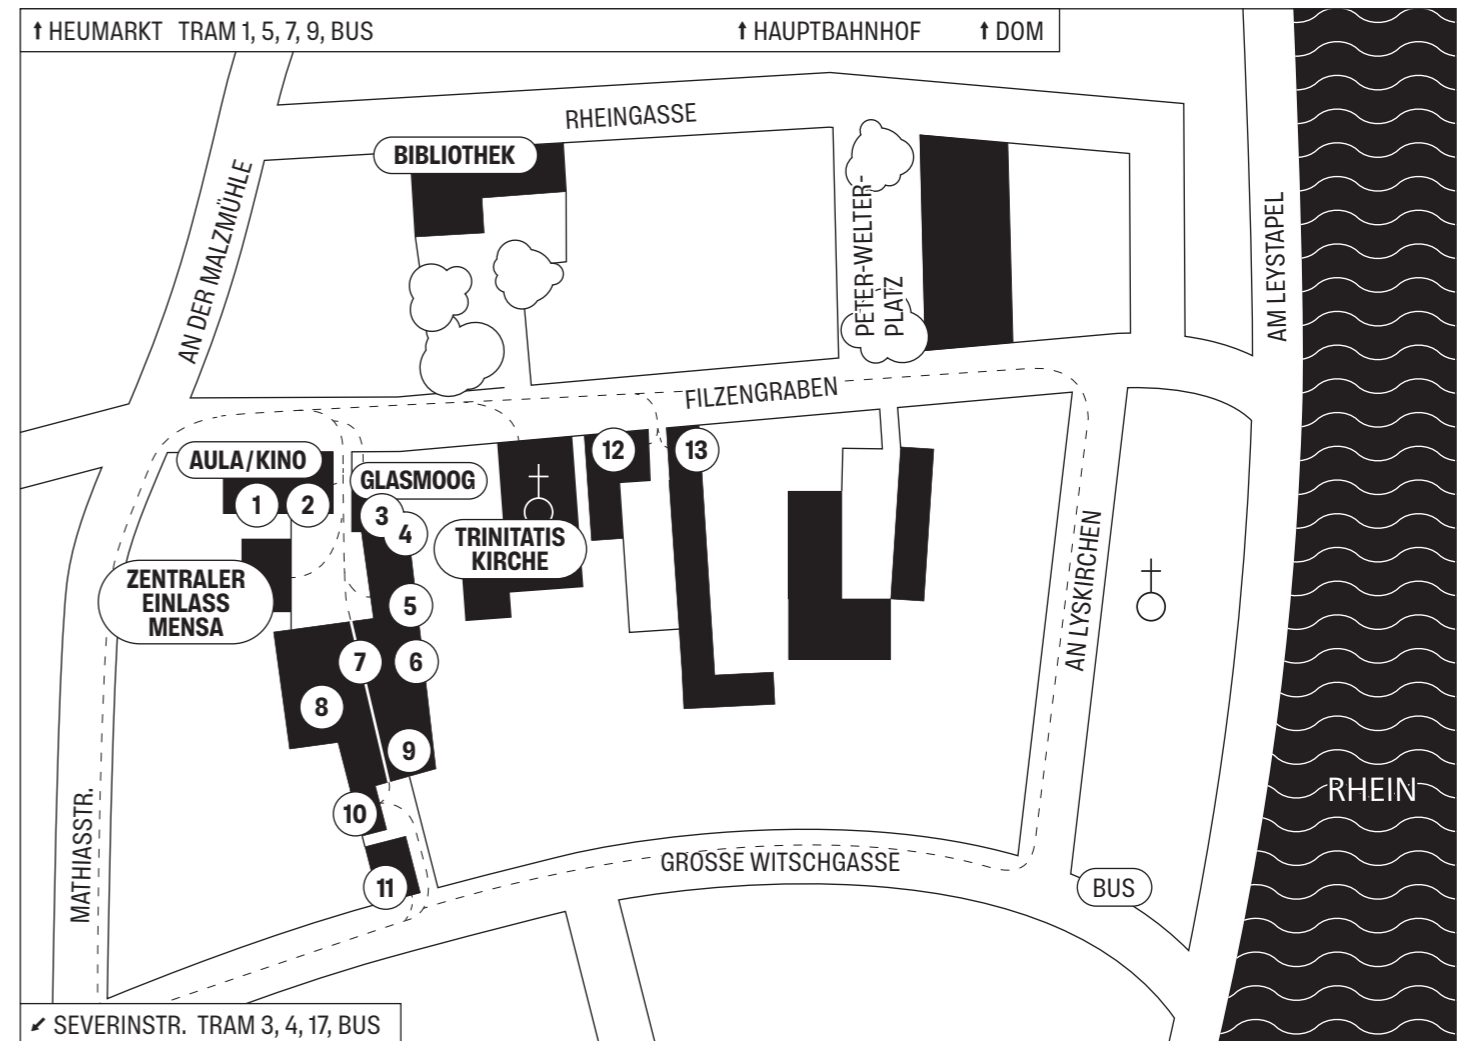 ↑ HEUMARKT TRAM 1, 5, 7, 9, BUS
↑ HAUPTBAHNHOF
↑ DOM
RHEINGASSE
BIBLIOTHEK
AN DER MALZMÜHLE
PETER-WELTER-
PLATZ
AM LEYSTAPEL
FILZENGRABEN
AULA/KINO
1
2
GLASMOOG
3
4
12
13
TRINITATIS
KIRCHE
ZENTRALER
EINLASS
MENSA
5
6
7
8
9
10
11
AN LYSKIRCHEN
MATHIASSTR.
GROSSE WITSCHGASSE
BUS
RHEIN
↙ SEVERINSTR. TRAM 3, 4, 17, BUS